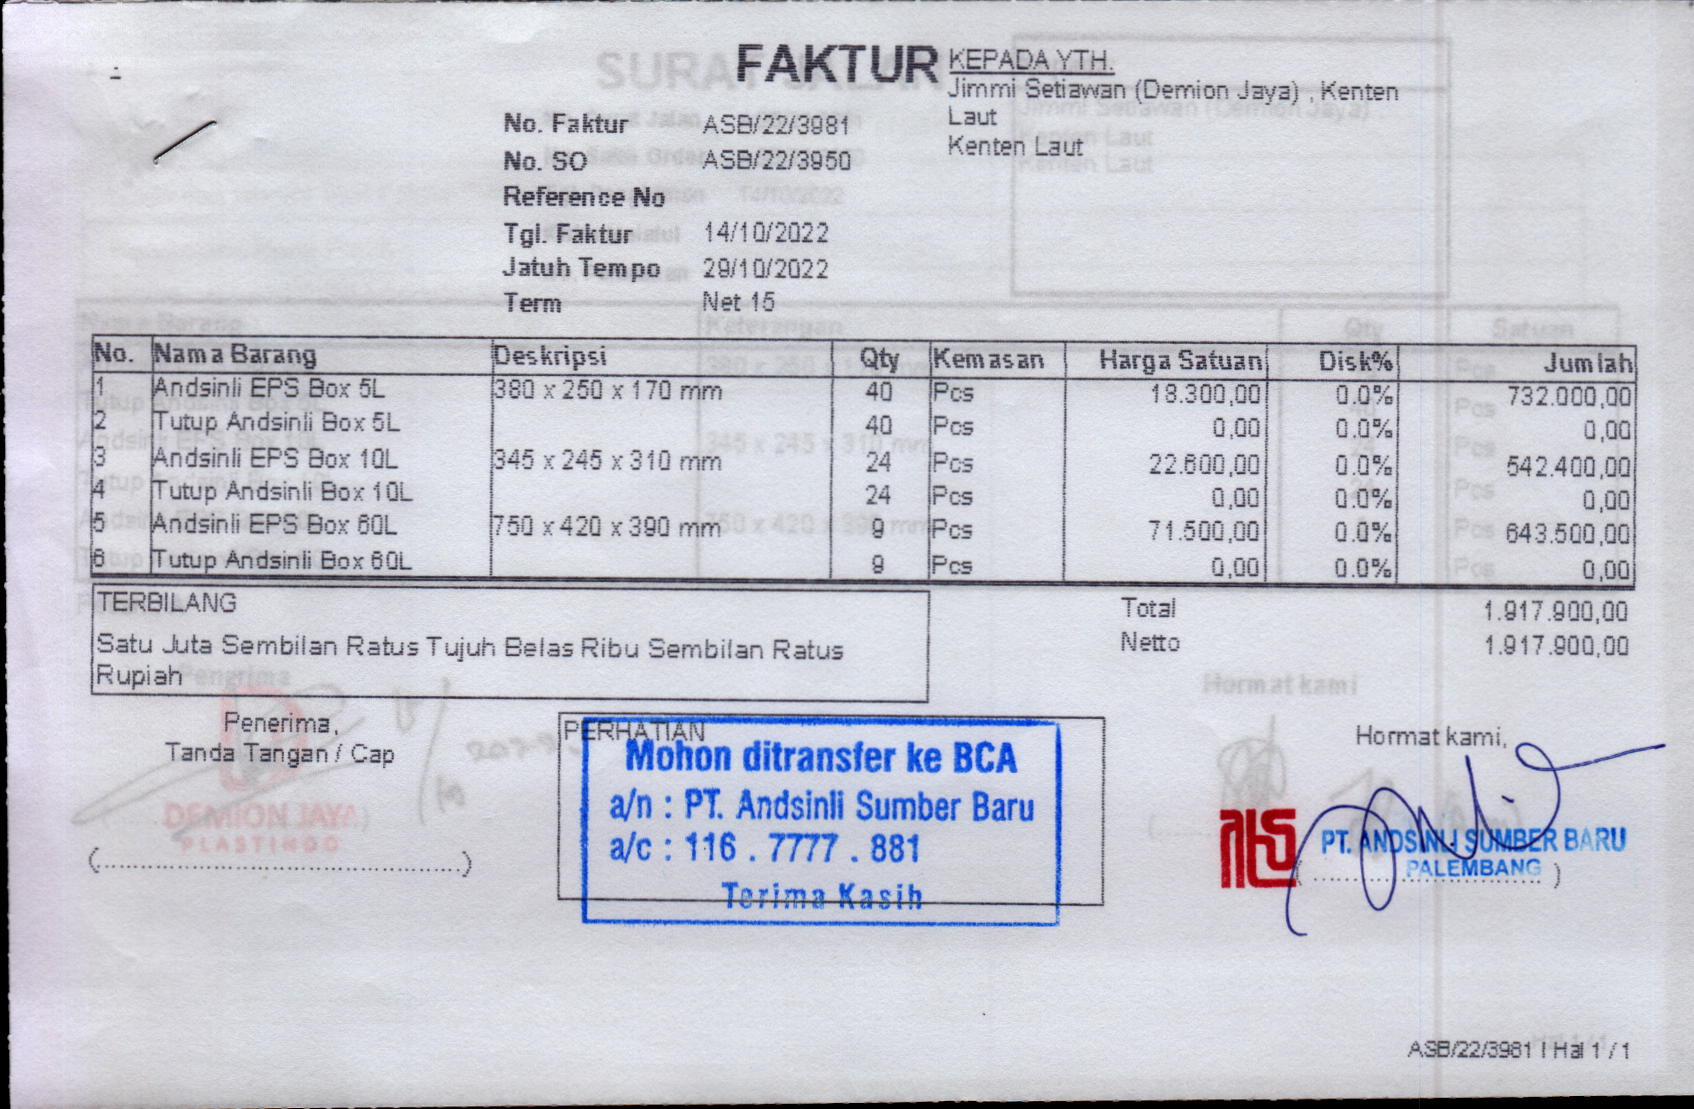 FAKTUR
KEPADA YTH.
Jimmi Setiawan (Demion Jaya) , Kenten
Laut
Kenten Laut
No. Faktur ASB/22/3981
No. SO ASB/22/3950
Reference No
Tgl. Faktur 14/10/2022
Jatuh Tempo 29/10/2022
Term Net 15
No. Nama Barang Deskripsi Qty Kemasan Harga Satuan Disk% Jumlah
1 Andsinli EPS Box 5L 380 x 250 x 170 mm 40 Pcs 18.300,00 0.0% 732.000,00
2 Tutup Andsinli Box 5L 40 Pcs 0,00 0.0% 0,00
3 Andsinli EPS Box 10L 345 x 245 x 310 mm 24 Pcs 22.600,00 0.0% 542.400,00
4 Tutup Andsinli Box 10L 24 Pcs 0,00 0.0% 0,00
5 Andsinli EPS Box 60L 750 x 420 x 390 mm 9 Pcs 71.500,00 0.0% 643.500,00
6 Tutup Andsinli Box 60L 9 Pcs 0,00 0.0% 0,00
TERBILANG
Satu Juta Sembilan Ratus Tujuh Belas Ribu Sembilan Ratus
Rupiah
Total 1.917.900,00
Netto 1.917.900,00
Penerima,
Tanda Tangan / Cap
DEMION JAYA
PLASTINDO
(..............................................)
PERHATIAN
Mohon ditransfer ke BCA
a/n : PT. Andsinli Sumber Baru
a/c : 116 . 7777 . 881
Terima Kasih
Hormat kami,
PT. ANDSINLI SUMBER BARU
PALEMBANG
(..............................)
ASB/22/3981 | Hal 1 / 1